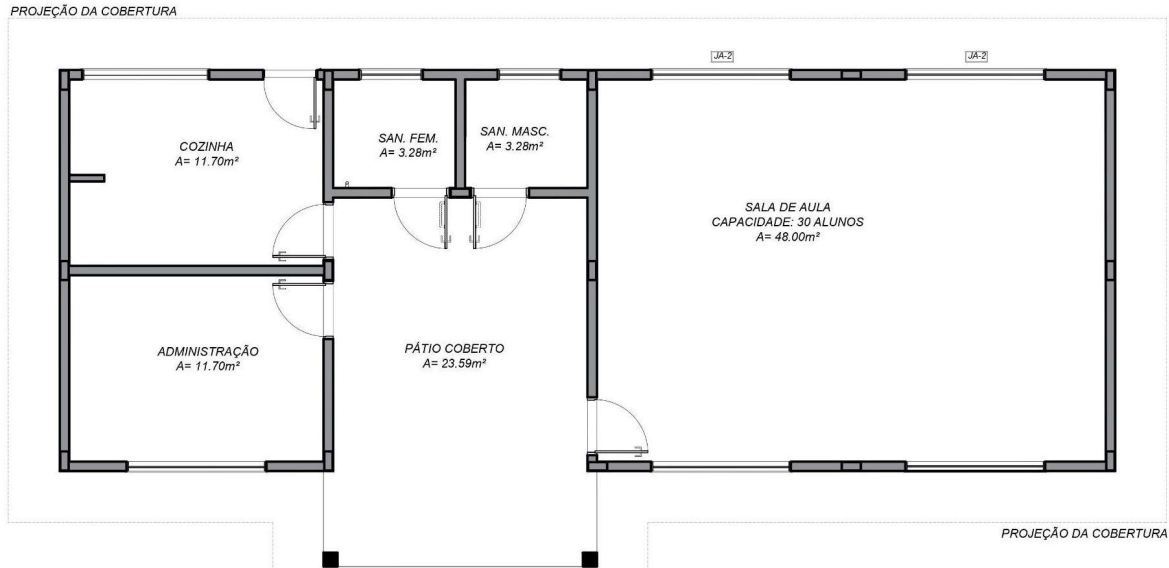 PROJEÇÃO DA COBERTURA
JA-2
JA-2
COZINHA
A= 11.70m²
SAN. FEM.
A= 3.28m²
SAN. MASC.
A= 3.28m²
SALA DE AULA
CAPACIDADE: 30 ALUNOS
A= 48.00m²
ADMINISTRAÇÃO
A= 11.70m²
PÁTIO COBERTO
A= 23.59m²
PROJEÇÃO DA COBERTURA